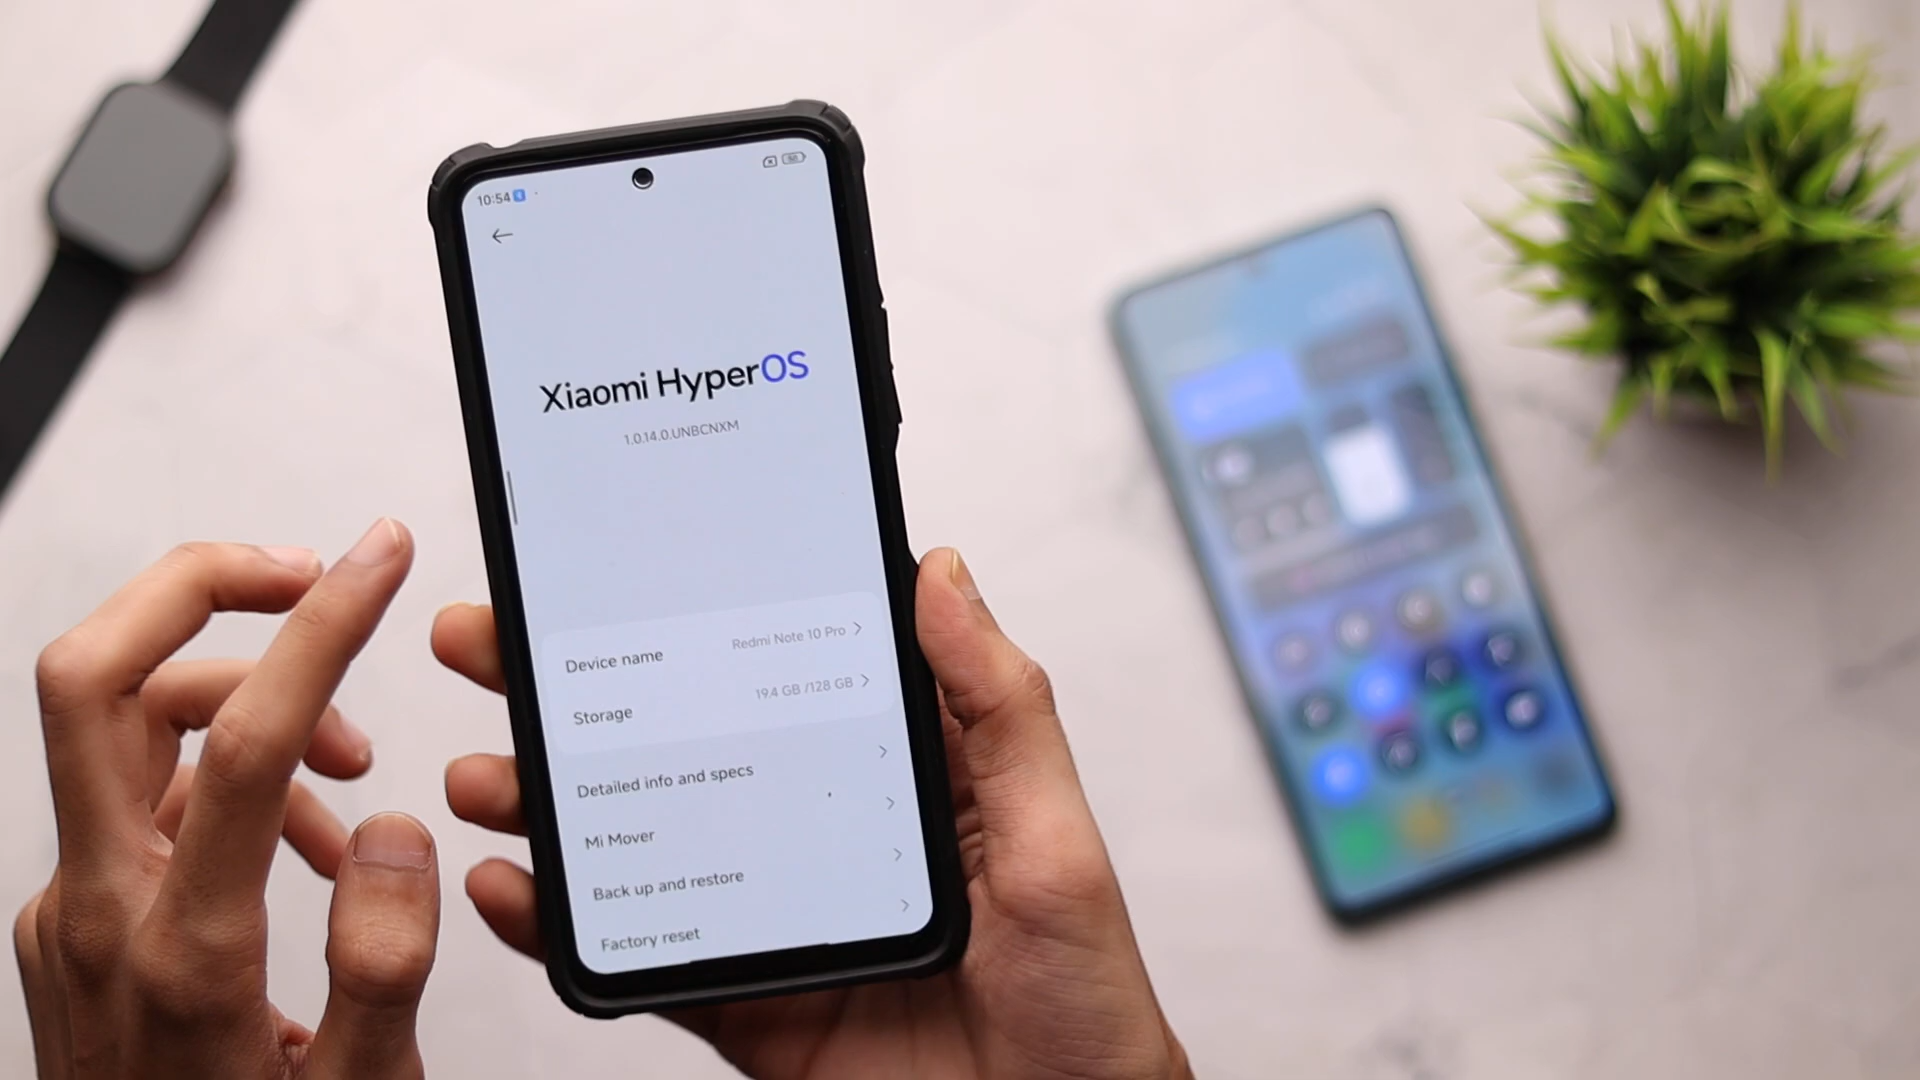 10:54
Xiaomi HyperOS
1.0.14.0.UNBCNXM
Device name
Redmi Note 10 Pro
Storage
19.4 GB /128 GB
Detailed info and specs
Mi Mover
Back up and restore
Factory reset